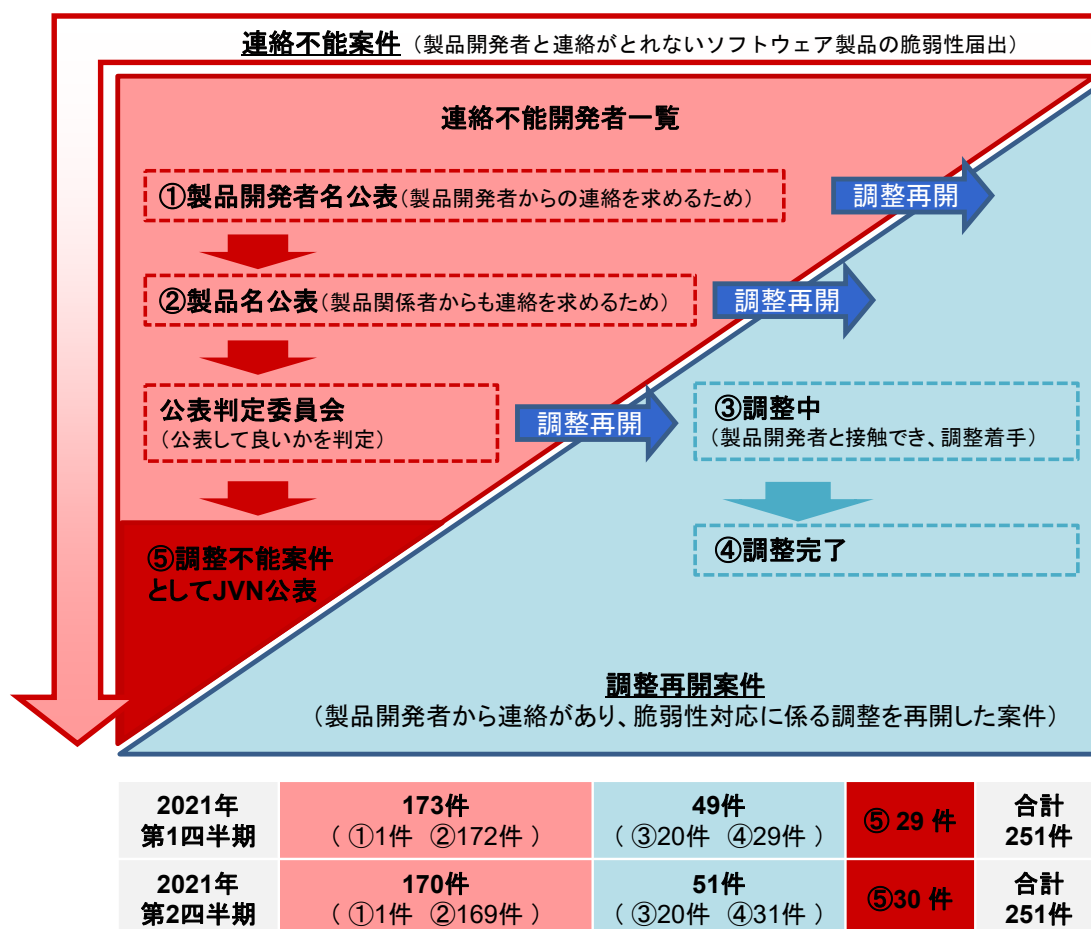 連絡不能案件（製品開発者と連絡がとれないソフトウェア製品の脆弱性届出）
連絡不能開発者一覧
①製品開発者名公表（製品開発者からの連絡を求めるため）
調整再開
②製品名公表（製品関係者からも連絡を求めるため）
調整再開
公表判定委員会
（公表して良いかを判定）
調整再開
③調整中
（製品開発者と接触でき、調整着手）
④調整完了
⑤調整不能案件
としてJVN公表
調整再開案件
（製品開発者から連絡があり、脆弱性対応に係る調整を再開した案件）
2021年
第1四半期
173件
（ ①1件 ②172件 ）
49件
（ ③20件 ④29件 ）
⑤ 29 件
合計
251件
2021年
第2四半期
170件
（ ①1件 ②169件 ）
51件
（ ③20件 ④31件 ）
⑤30 件
合計
251件